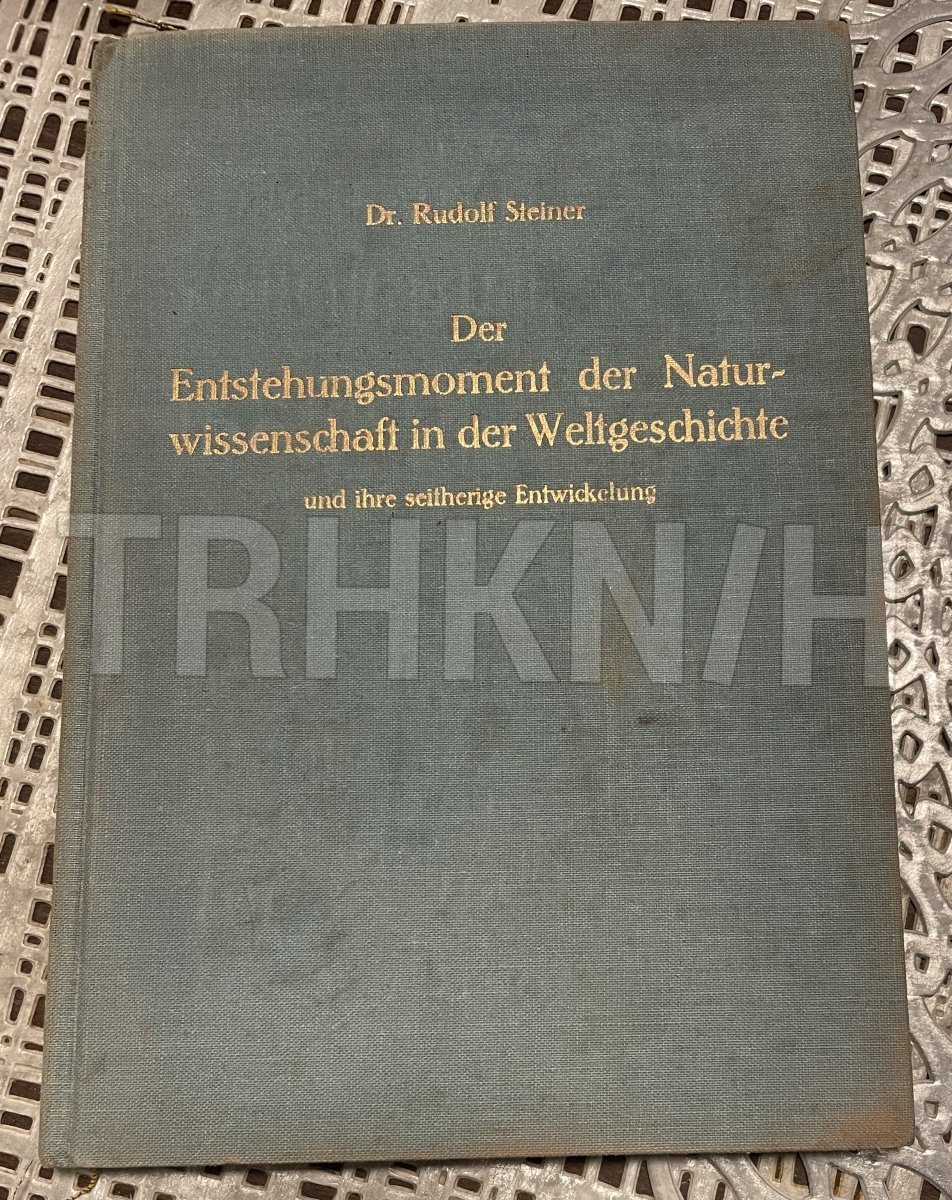 Dr. Rudolf Steiner
Der
Entstehungsmoment der Natur-
wissenschaft in der Weltgeschichte
und ihre seitherige Entwickelung
TRHKN/H